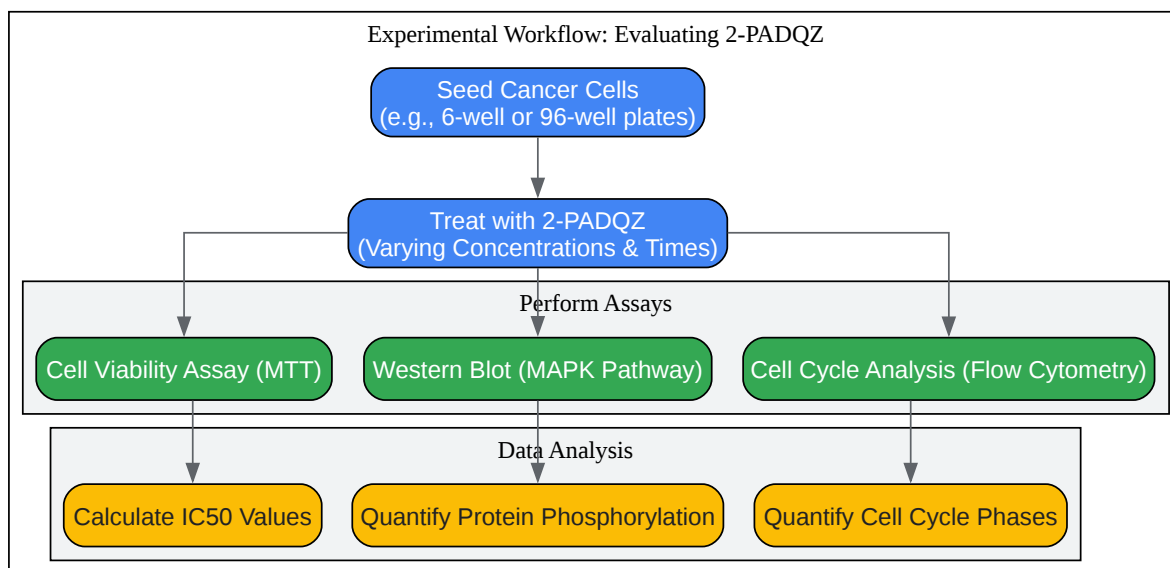 Experimental Workflow: Evaluating 2-PADQZ
Seed Cancer Cells
(e.g., 6-well or 96-well plates)
Treat with 2-PADQZ
(Varying Concentrations & Times)
Perform Assays
Cell Viability Assay (MTT)
Western Blot (MAPK Pathway)
Cell Cycle Analysis (Flow Cytometry)
Data Analysis
Calculate IC50 Values
Quantify Protein Phosphorylation
Quantify Cell Cycle Phases